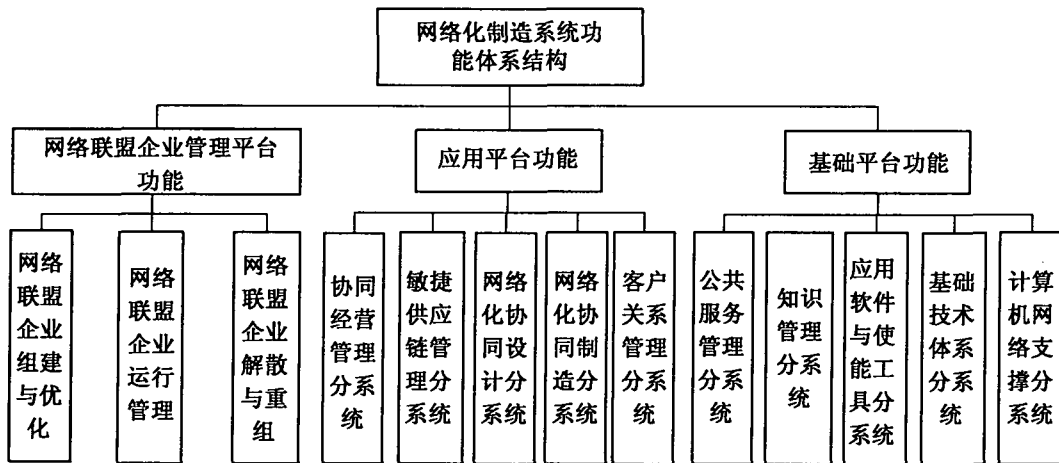 网络化制造系统功
能体系结构
网络联盟企业管理平台
功能
应用平台功能
基础平台功能
网络
联盟
企业
组建
与优
化
网络
联盟
企业
运行
管理
网络
联盟
企业
解散
与重
组
协同
经营
管理
分系
统
敏捷
供应
链管
理分
系统
网络
化协
同设
计分
系统
网络
化协
同制
造分
系统
客户
关系
管理
分系
统
公共
服务
管理
分系
统
知识
管理
分系
统
应用
软件
与使
能工
具分
系统
基础
技术
体系
分系
统
计算
机网
络支
撑分
系统